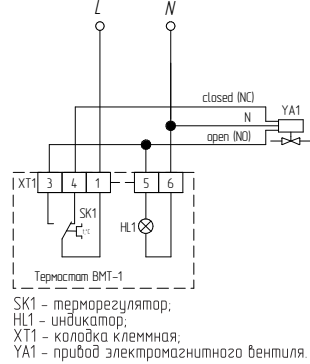 L N
closed (NC)
YA1
N
open (NO)
XT1 3 4 1 5 6
SK1
t,°C
HL1
Термостат ВМТ-1
SK1 - терморегулятор;
HL1 - индикатор;
XT1 - колодка клеммная;
YA1 - привод электромагнитного вентиля.